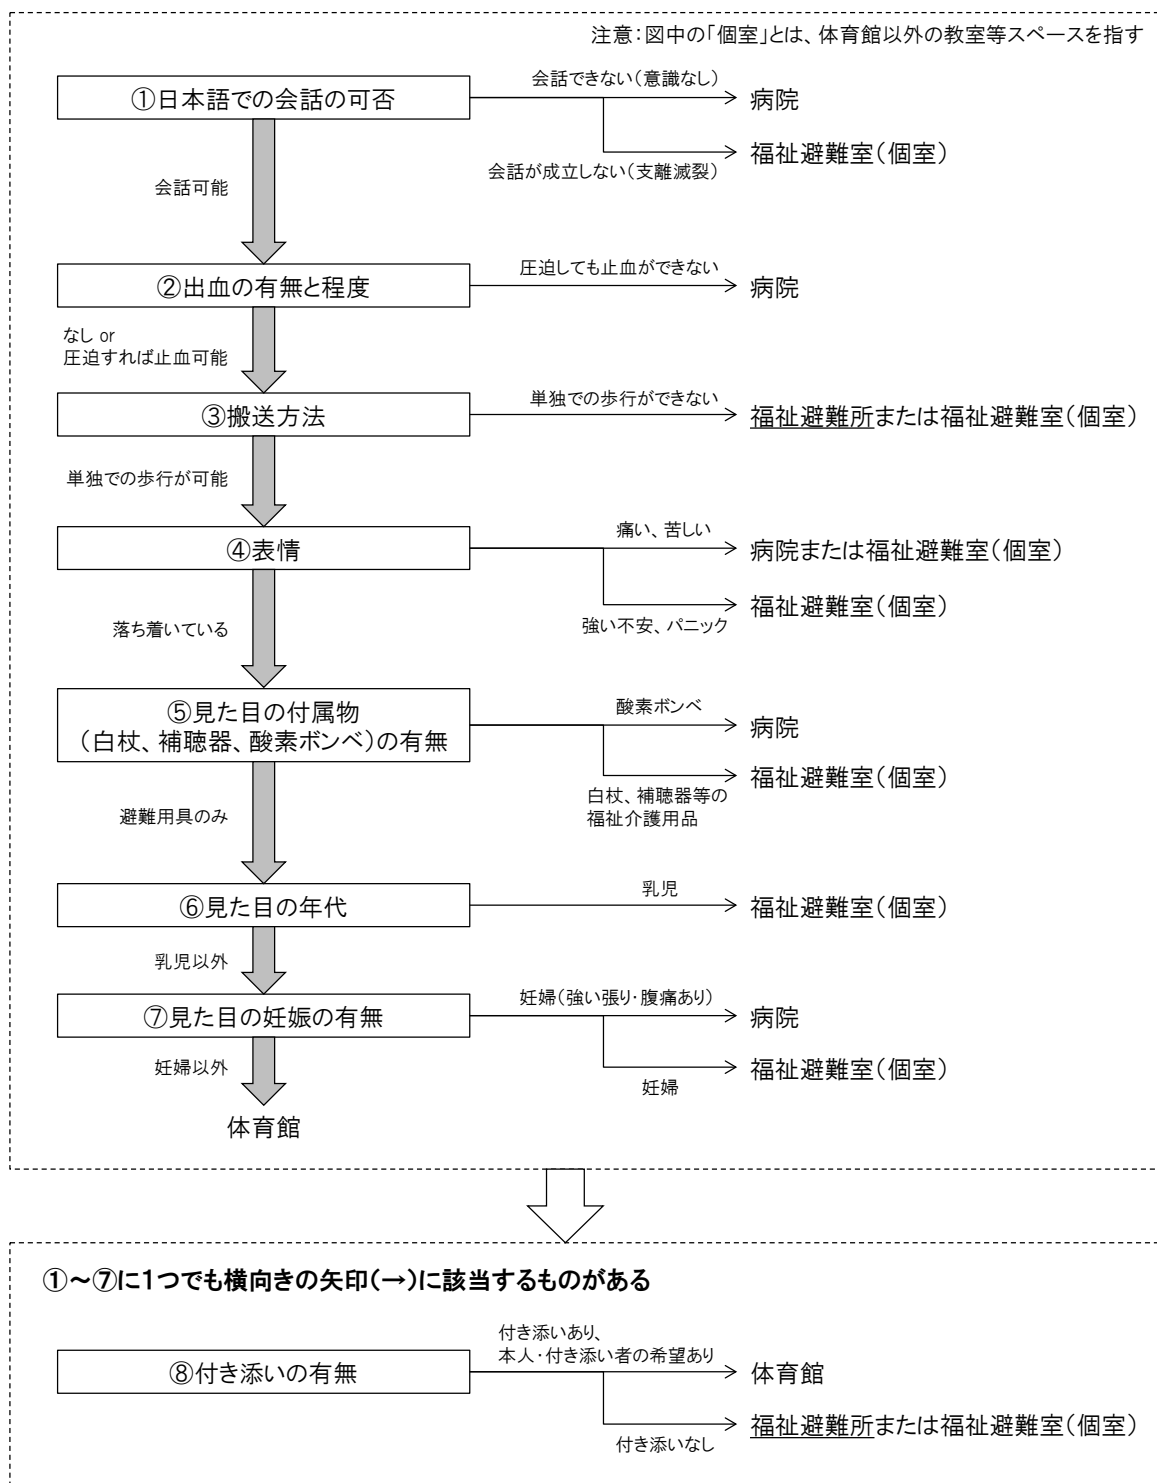 注意：図中の「個室」とは、体育館以外の教室等スペースを指す
①日本語での会話の可否
会話できない（意識なし）
病院
福祉避難室（個室）
会話が成立しない（支離滅裂）
会話可能
②出血の有無と程度
圧迫しても止血ができない
病院
なし or
圧迫すれば止血可能
③搬送方法
単独での歩行ができない
福祉避難所または福祉避難室（個室）
単独での歩行が可能
④表情
痛い、苦しい
病院または福祉避難室（個室）
福祉避難室（個室）
強い不安、パニック
落ち着いている
⑤見た目の付属物
（白杖、補聴器、酸素ボンベ）の有無
酸素ボンベ
病院
福祉避難室（個室）
白杖、補聴器等の
福祉介護用品
避難用具のみ
⑥見た目の年代
乳児
福祉避難室（個室）
乳児以外
⑦見た目の妊娠の有無
妊婦（強い張り・腹痛あり）
病院
福祉避難室（個室）
妊婦
妊婦以外
体育館
①～⑦に１つでも横向きの矢印（→）に該当するものがある
⑧付き添いの有無
付き添いあり、
本人・付き添い者の希望あり
体育館
福祉避難所または福祉避難室（個室）
付き添いなし